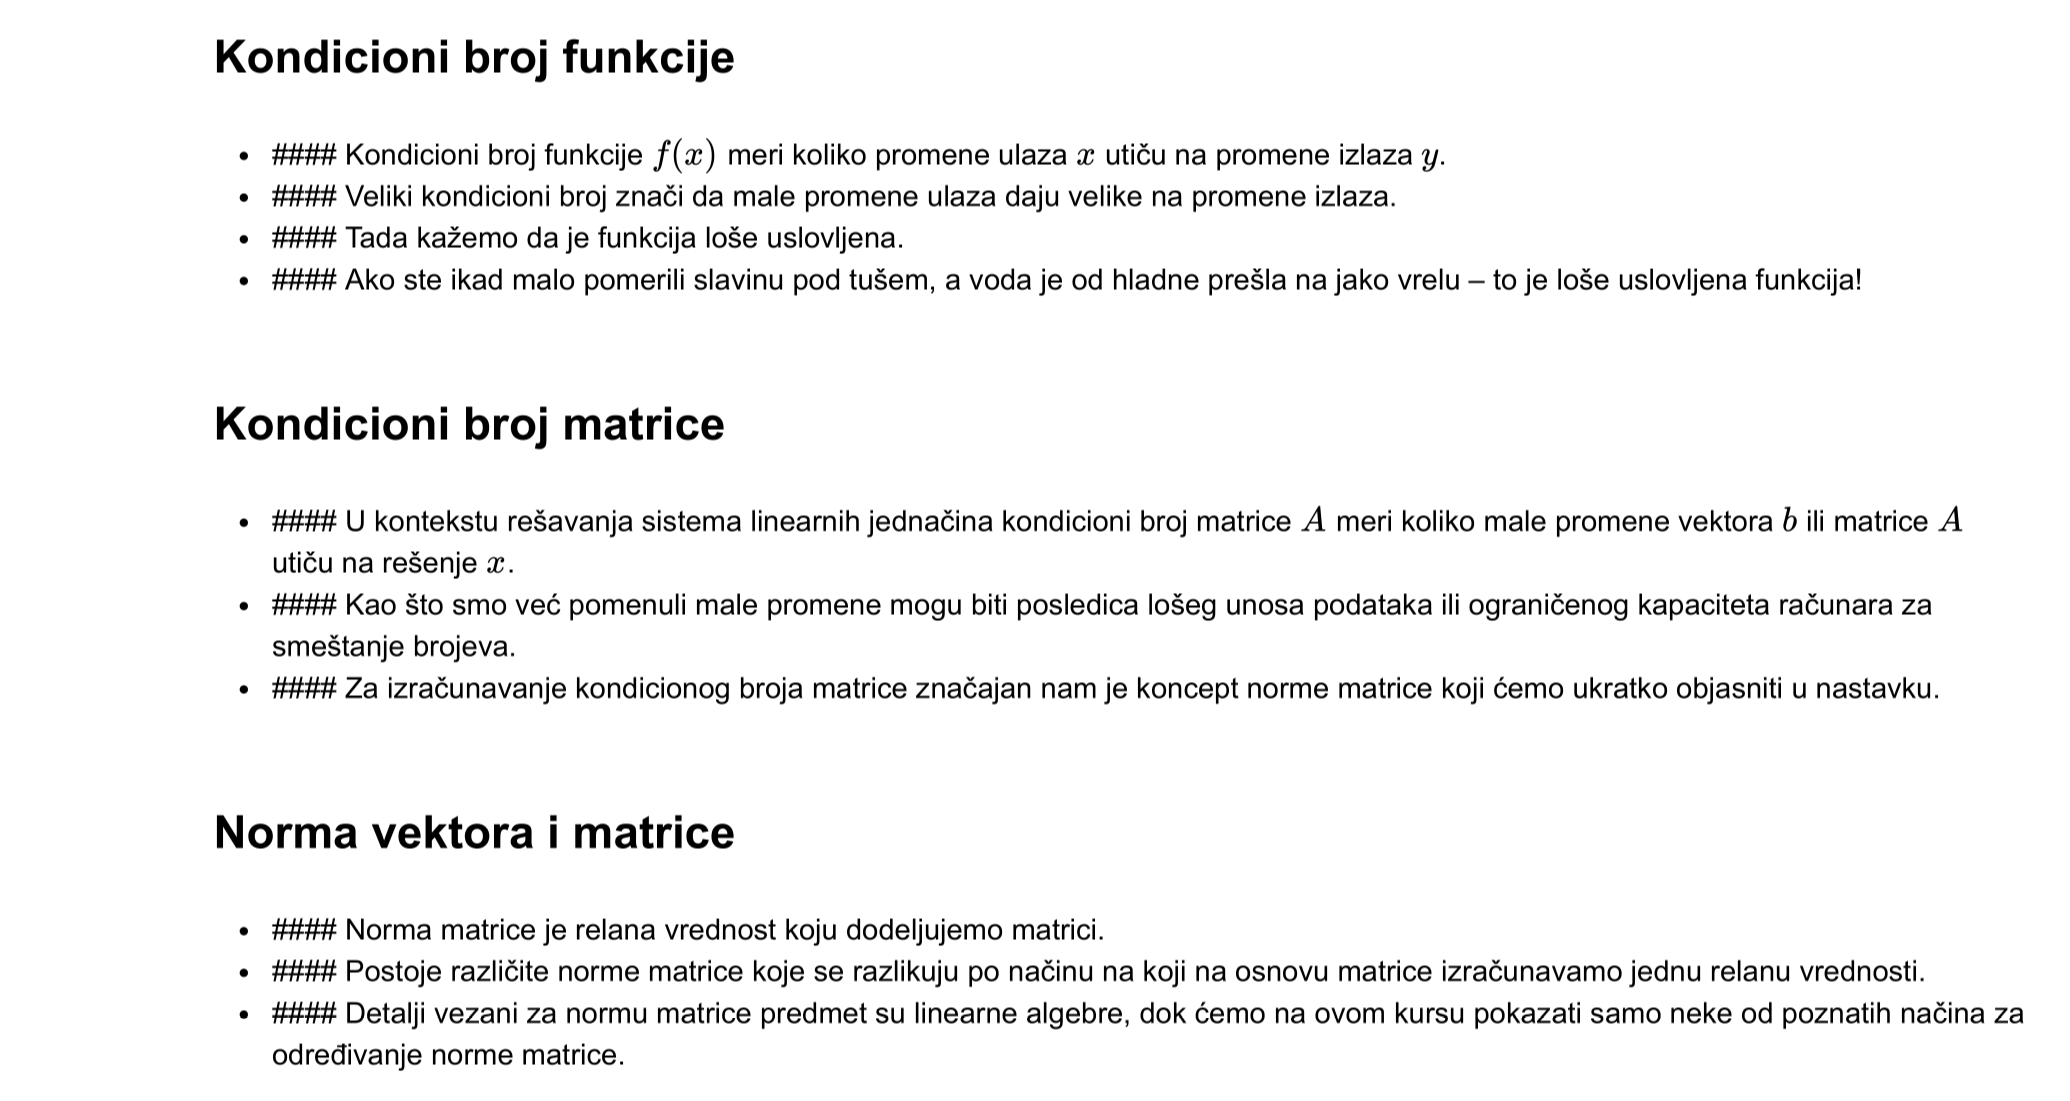 Kondicioni broj funkcije
• #### Kondicioni broj funkcije f(x) meri koliko promene ulaza x utiču na promene izlaza y.
• #### Veliki kondicioni broj znači da male promene ulaza daju velike na promene izlaza.
• #### Tada kažemo da je funkcija loše uslovljena.
• #### Ako ste ikad malo pomerili slavinu pod tušem, a voda je od hladne prešla na jako vrelu – to je loše uslovljena funkcija!
Kondicioni broj matrice
• #### U kontekstu rešavanja sistema linearnih jednačina kondicioni broj matrice A meri koliko male promene vektora b ili matrice A
utiču na rešenje x.
• #### Kao što smo već pomenuli male promene mogu biti posledica lošeg unosa podataka ili ograničenog kapaciteta računara za
smeštanje brojeva.
• #### Za izračunavanje kondicionog broja matrice značajan nam je koncept norme matrice koji ćemo ukratko objasniti u nastavku.
Norma vektora i matrice
• #### Norma matrice je relana vrednost koju dodeljujemo matrici.
• #### Postoje različite norme matrice koje se razlikuju po načinu na koji na osnovu matrice izračunavamo jednu relanu vrednosti.
• #### Detalji vezani za normu matrice predmet su linearne algebre, dok ćemo na ovom kursu pokazati samo neke od poznatih načina za
određivanje norme matrice.